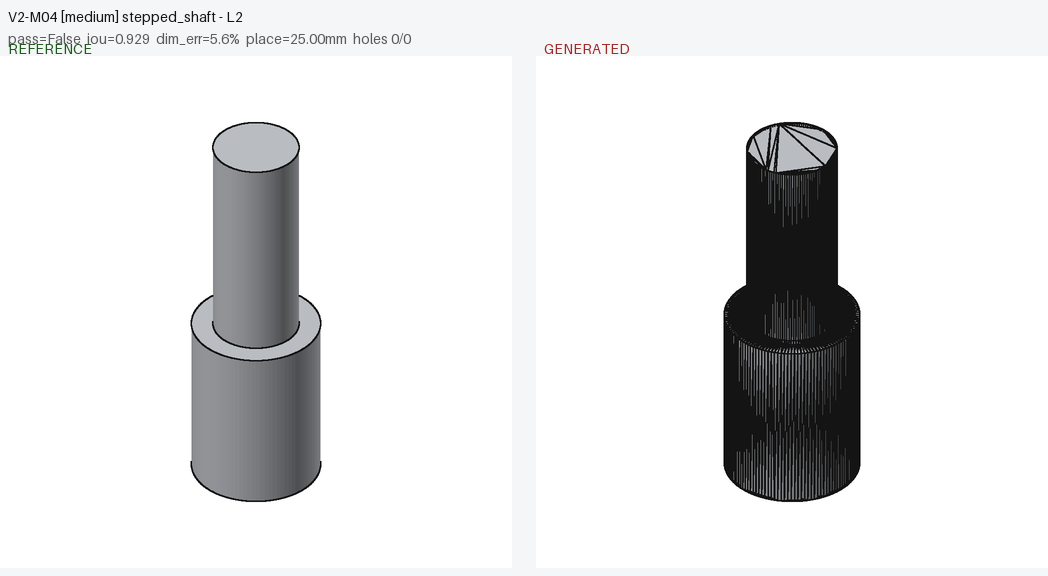 V2-M04 [medium] stepped_shaft - L2
pass=False iou=0.929 dim_err=5.6% place=25.00mm holes 0/0
REFERENCE
GENERATED